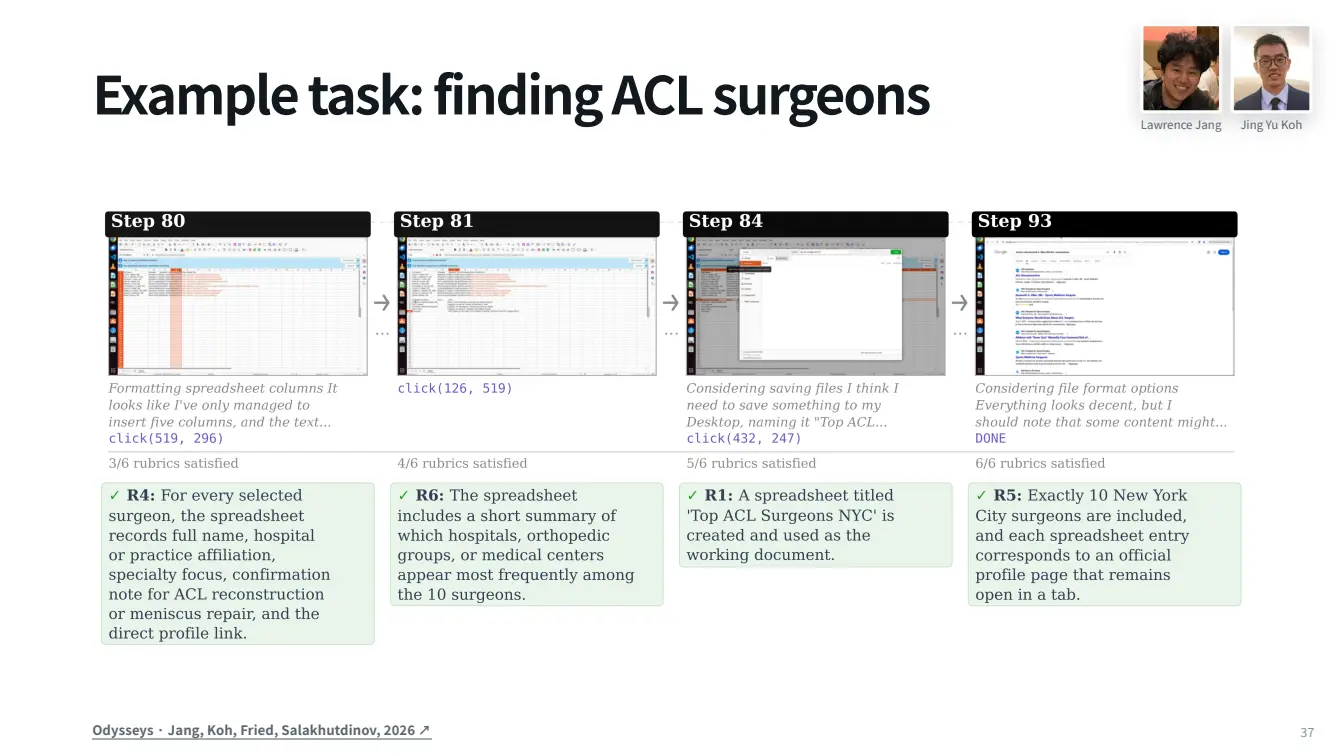 Example task: finding ACL surgeons
Lawrence Jang
Jing Yu Koh
Step 80
Formatting spreadsheet columns It
looks like I've only managed to
insert five columns, and the text...
click(519, 296)
3/6 rubrics satisfied
✓ R4: For every selected
surgeon, the spreadsheet
records full name, hospital
or practice affiliation,
specialty focus, confirmation
note for ACL reconstruction
or meniscus repair, and the
direct profile link.
Step 81
click(126, 519)
4/6 rubrics satisfied
✓ R6: The spreadsheet
includes a short summary of
which hospitals, orthopedic
groups, or medical centers
appear most frequently among
the 10 surgeons.
Step 84
Considering saving files I think I
need to save something to my
Desktop, naming it "Top ACL...
click(432, 247)
5/6 rubrics satisfied
✓ R1: A spreadsheet titled
'Top ACL Surgeons NYC' is
created and used as the
working document.
Step 93
Considering file format options
Everything looks decent, but I
should note that some content might...
DONE
6/6 rubrics satisfied
✓ R5: Exactly 10 New York
City surgeons are included,
and each spreadsheet entry
corresponds to an official
profile page that remains
open in a tab.
Odysseys · Jang, Koh, Fried, Salakhutdinov, 2026 ↗
37